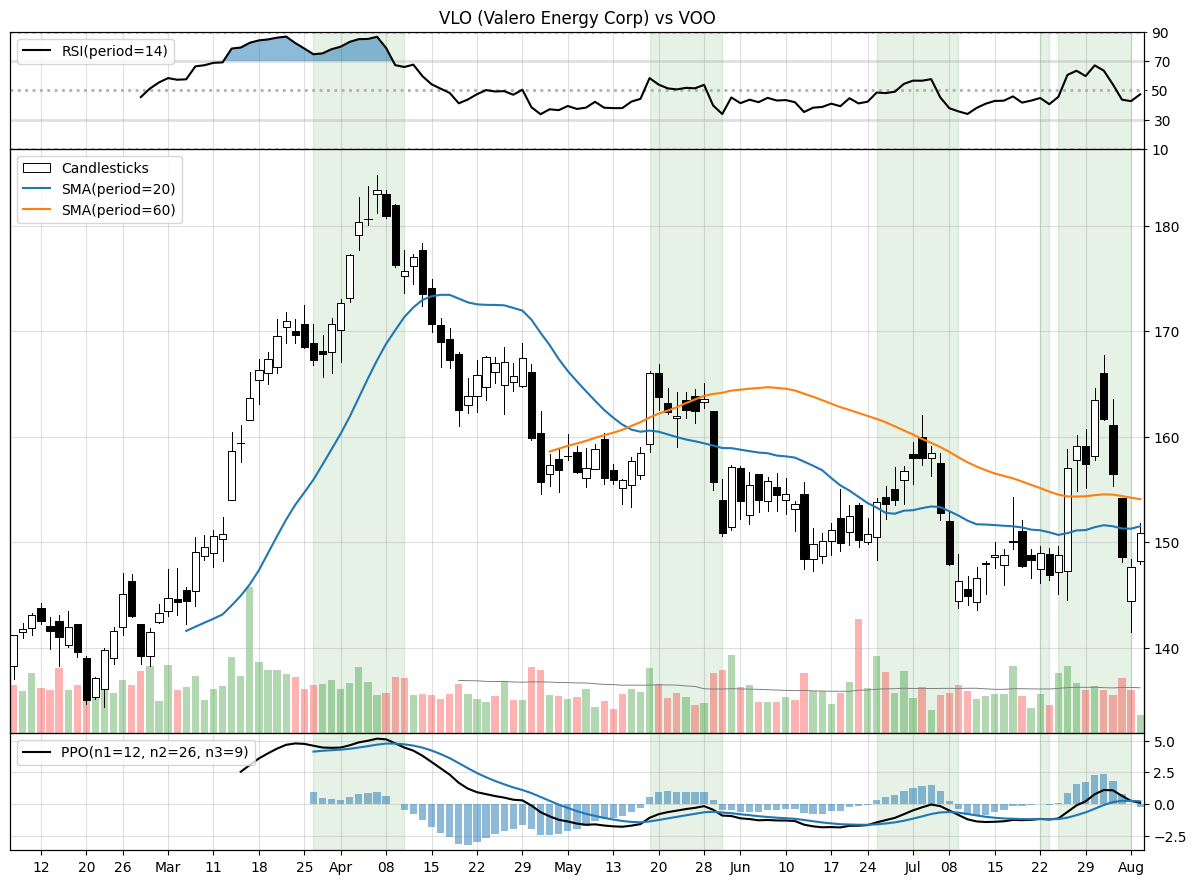 VLO (Valero Energy Corp) vs VOO
RSI(period=14)
90
70
50
30
10
Candlesticks
SMA(period=20)
SMA(period=60)
180
170
160
150
140
PPO(n1=12, n2=26, n3=9)
5.0
2.5
0.0
−2.5
12 20 26 Mar 11 18 25 Apr 08 15 22 29 May 13 20 28 Jun 10 17 24 Jul 08 15 22 29 Aug